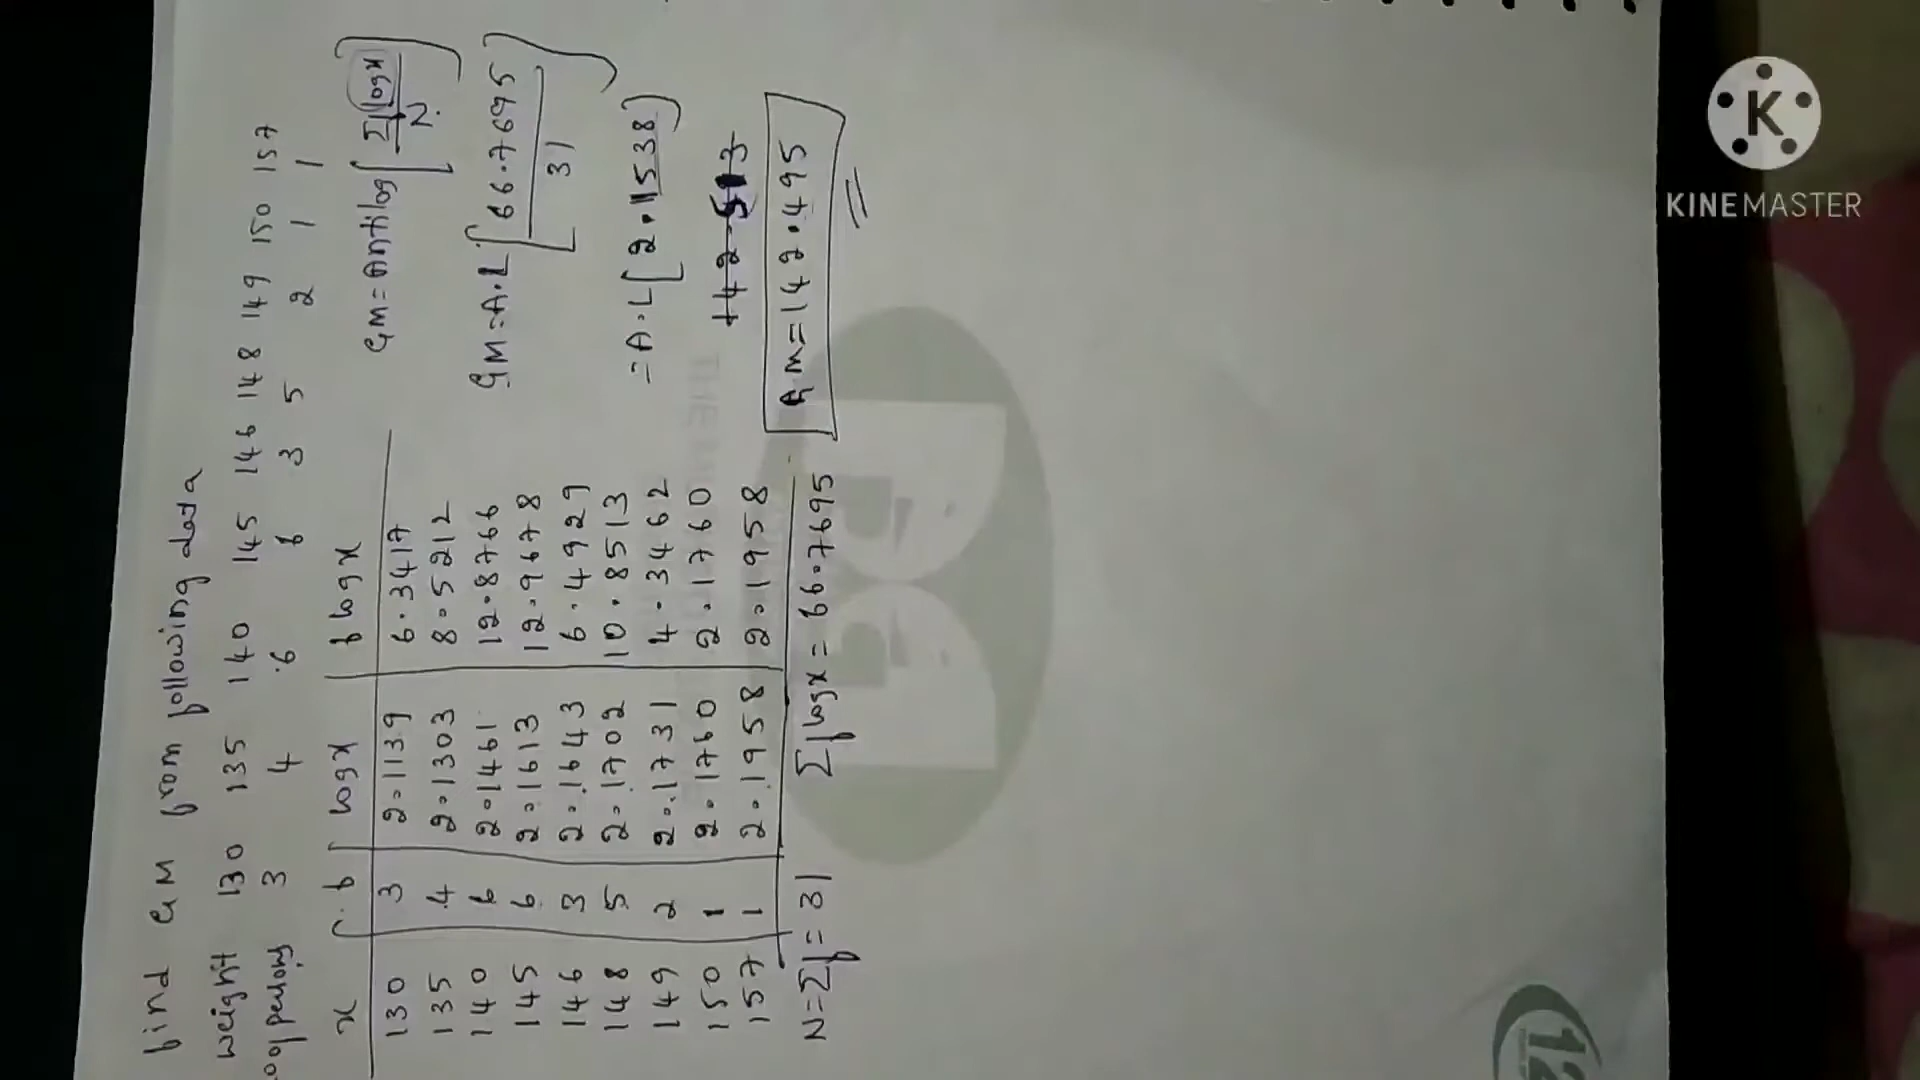 find GM from following data
weight 130 135 140 145 146 148 149 150 157
no of persons 3 4 6 6 3 5 2 1 1
x f logx f logx
130 3 2.1139 6.3417
135 4 2.1303 8.5212
140 6 2.1461 12.8766
145 6 2.1613 12.9678
146 3 2.1643 6.4929
148 5 2.1702 10.8513
149 2 2.1731 4.3462
150 1 2.1760 2.1760
157 1 2.1958 2.1958
N=Σf=31 Σflogx=66.7695
GM=Antilog[Σflogx/N]
GM=A.L[66.7695/31]
=A.L[2.1538]
GM=142.495
KINEMASTER
12